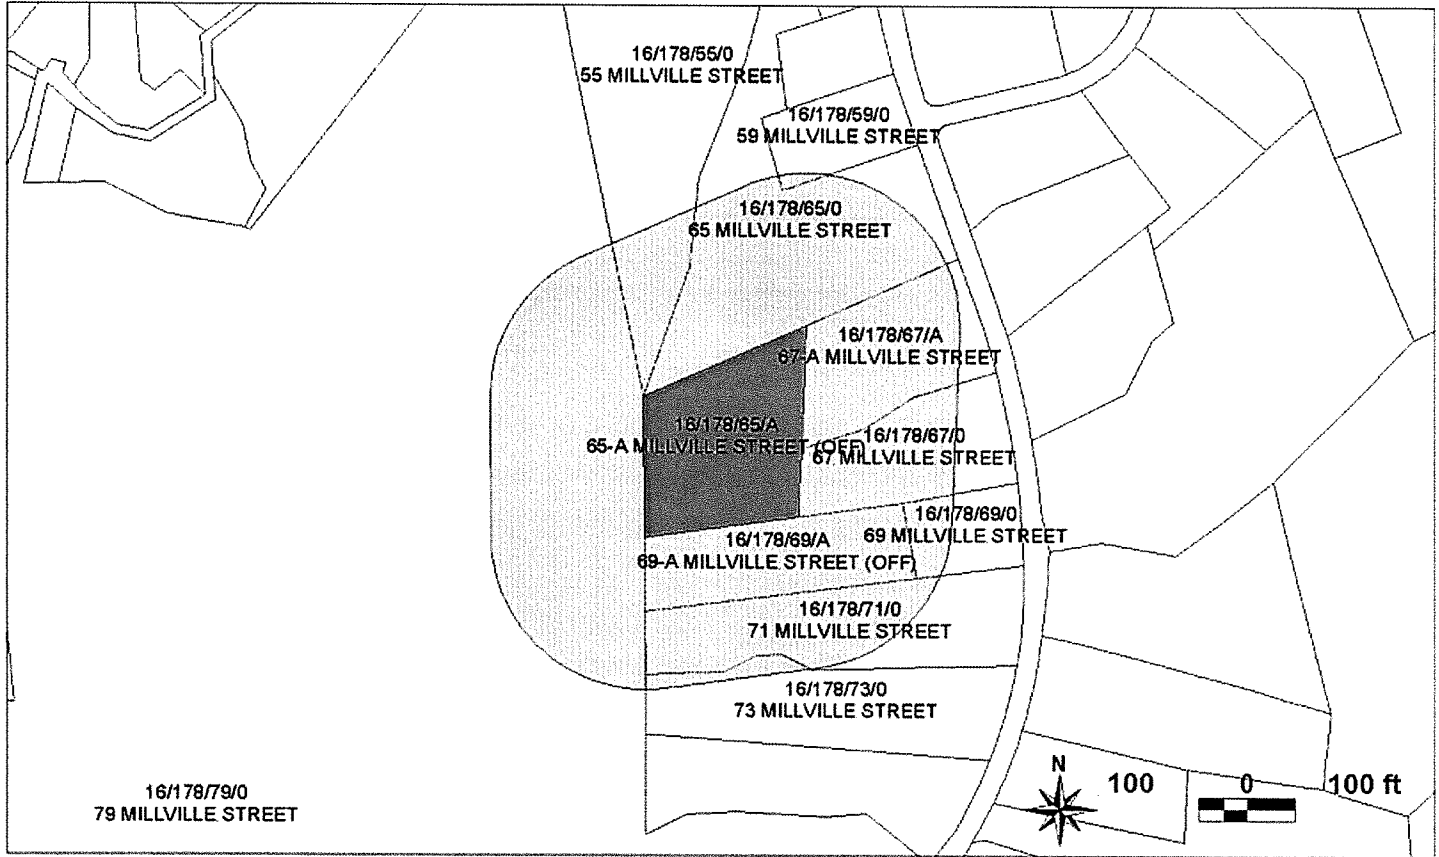 16/178/55/0
55 MILLVILLE STREET
16/178/59/0
59 MILLVILLE STREET
16/178/65/0
65 MILLVILLE STREET
16/178/67/A
67-A MILLVILLE STREET
16/178/65/A
65-A MILLVILLE STREET (OFF)
16/178/67/0
67 MILLVILLE STREET
16/178/69/0
69 MILLVILLE STREET
16/178/69/A
69-A MILLVILLE STREET (OFF)
16/178/71/0
71 MILLVILLE STREET
16/178/73/0
73 MILLVILLE STREET
16/178/79/0
79 MILLVILLE STREET
N
100 0 100 ft